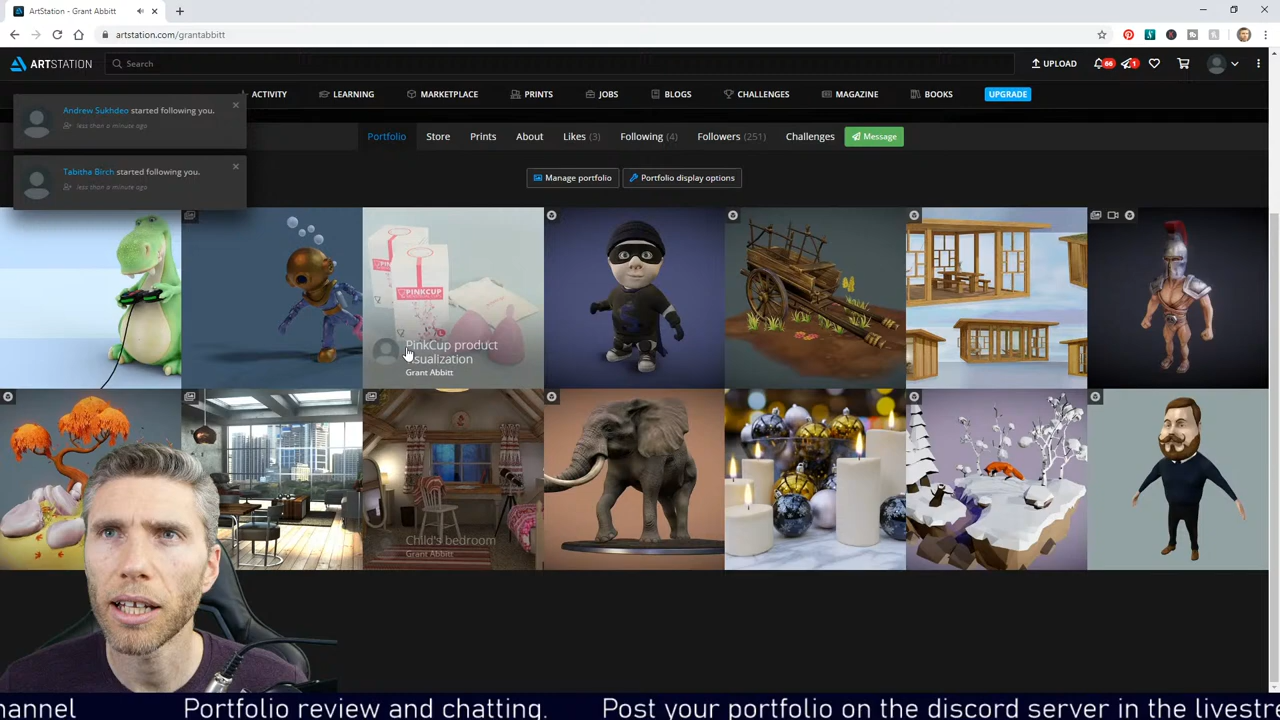 ArtStation - Grant Abbitt
artstation.com/grantabbitt
ARTSTATION
Search
UPLOAD
66
1
ACTIVITY
LEARNING
MARKETPLACE
PRINTS
JOBS
BLOGS
CHALLENGES
MAGAZINE
BOOKS
UPGRADE
Andrew Sukhdeo started following you.
less than a minute ago
Tabitha Birch started following you.
less than a minute ago
Portfolio
Store
Prints
About
Likes (3)
Following (4)
Followers (251)
Challenges
Message
Manage portfolio
Portfolio display options
PINKCUP
PinkCup product
visualization
Grant Abbitt
Child's bedroom
Grant Abbitt
hannel
Portfolio review and chatting.
Post your portfolio on the discord server in the livestre